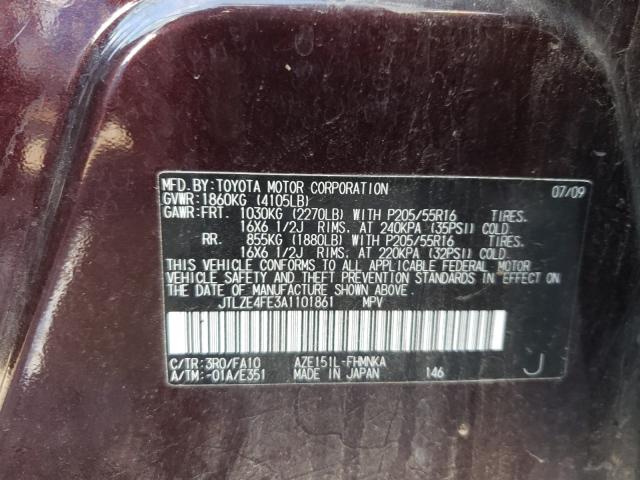 MFD.BY:TOYOTA MOTOR CORPORATION 07/09
GVWR:1860KG (4105LB)
GAWR:FRT. 1030KG (2270LB) WITH P205/55R16 TIRES.
16X6 1/2J RIMS. AT 240KPA (35PSI) COLD.
RR. 855KG (1880LB) WITH P205/55R16 TIRES.
16X6 1/2J RIMS. AT 220KPA (32PSI) COLD.
THIS VEHICLE CONFORMS TO ALL APPLICABLE FEDERAL MOTOR
VEHICLE SAFETY AND THEFT PREVENTION STANDARDS IN EFFECT ON
THE DATE OF MANUFACTURE SHOWN ABOVE.
JTLZE4FE3A1101861 MPV
C/TR:3R0/FA10 AZE151L-FHMNKA
A/TM:-01A/E351 MADE IN JAPAN 146 J